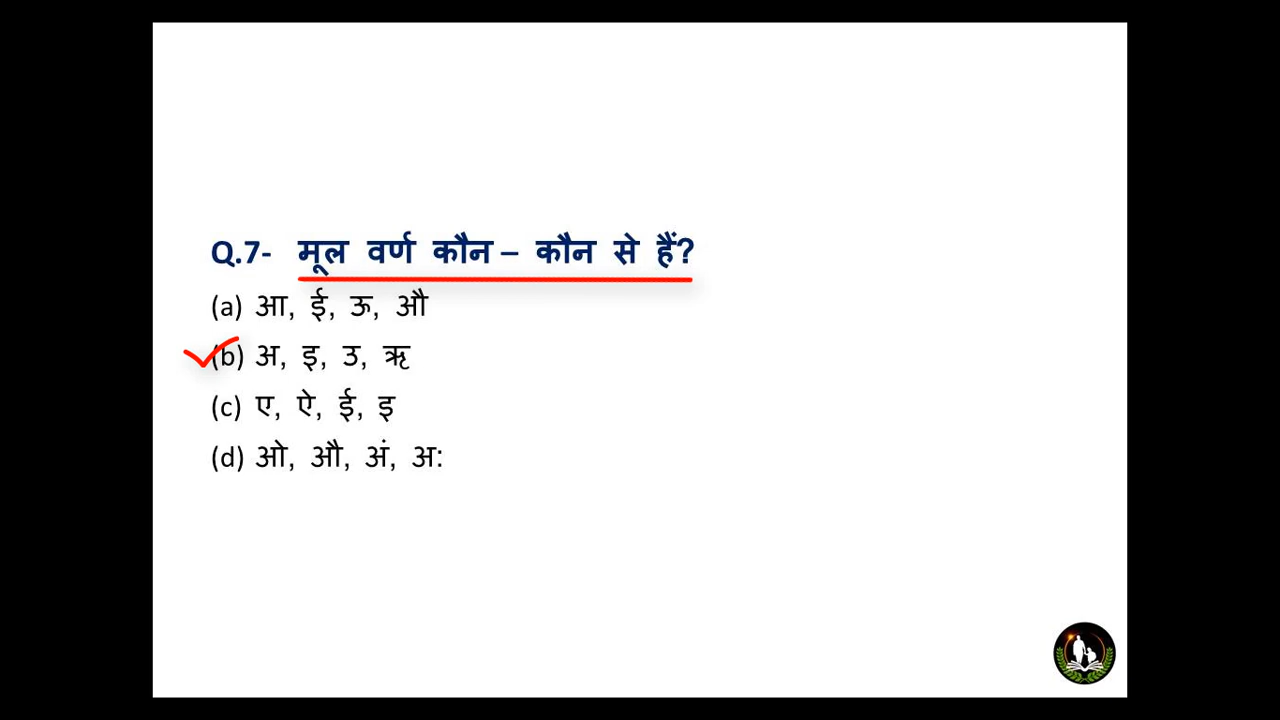 Q.7- मूल वर्ण कौन – कौन से हैं?
(a) आ, ई, ऊ, औ
(b) अ, इ, उ, ऋ
(c) ए, ऐ, ई, इ
(d) ओ, औ, अं, अ: